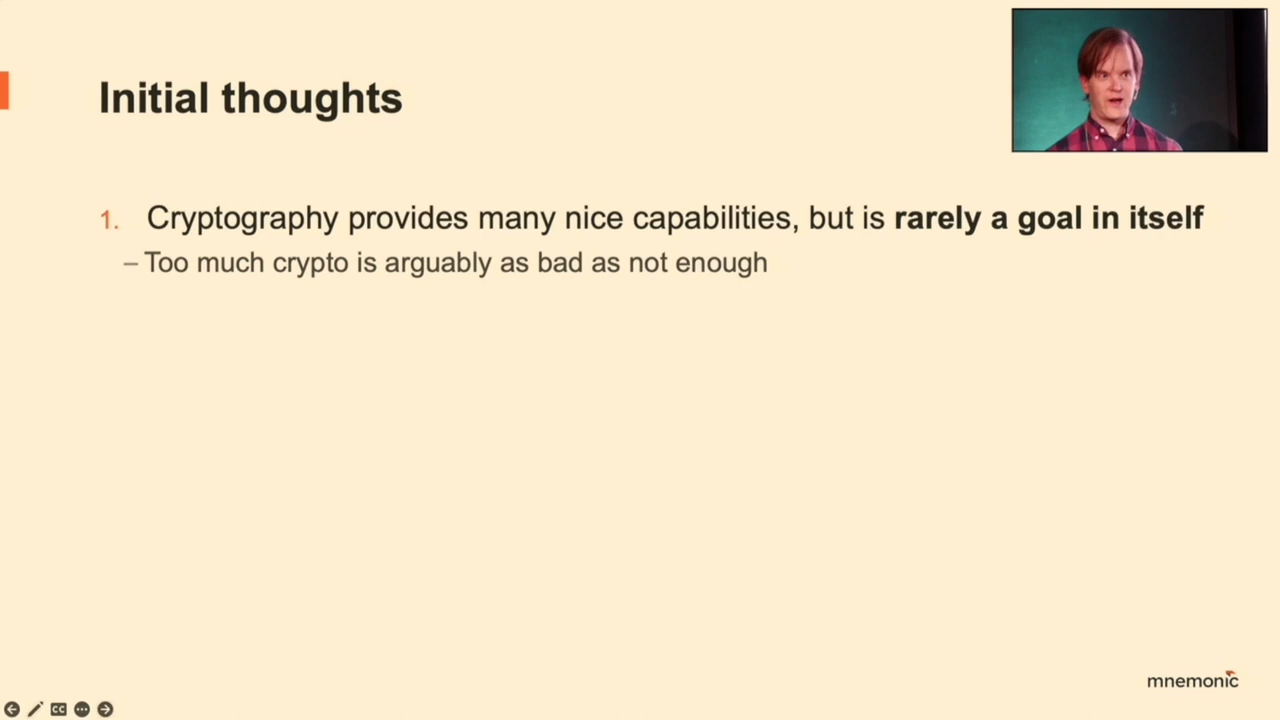 Initial thoughts
1. Cryptography provides many nice capabilities, but is rarely a goal in itself
– Too much crypto is arguably as bad as not enough
mnemonic
CC